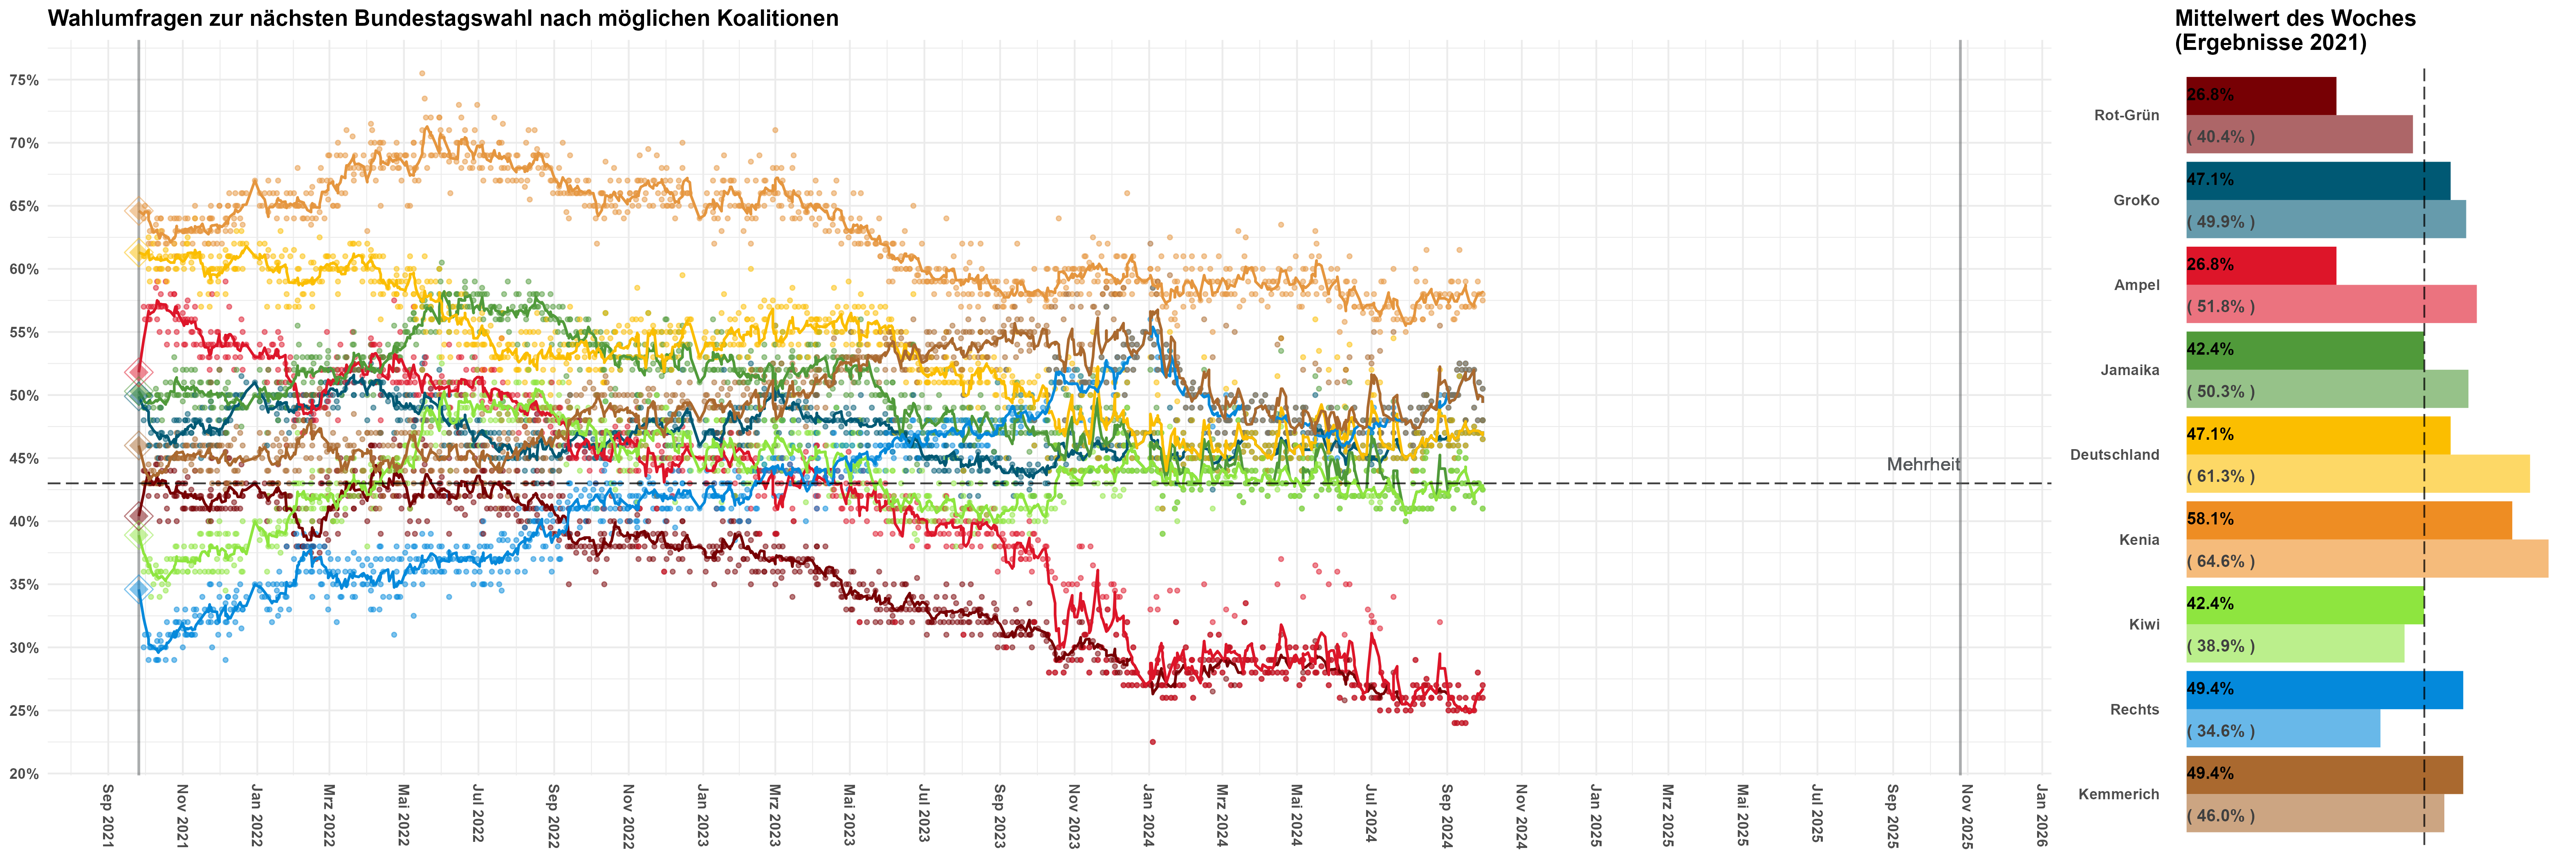 Wahlumfragen zur nächsten Bundestagswahl nach möglichen Koalitionen
75%
70%
65%
60%
55%
50%
45%
40%
35%
30%
25%
20%
Mehrheit
Sep 2021
Nov 2021
Jan 2022
Mrz 2022
Mai 2022
Jul 2022
Sep 2022
Nov 2022
Jan 2023
Mrz 2023
Mai 2023
Jul 2023
Sep 2023
Nov 2023
Jan 2024
Mrz 2024
Mai 2024
Jul 2024
Sep 2024
Nov 2024
Jan 2025
Mrz 2025
Mai 2025
Jul 2025
Sep 2025
Nov 2025
Jan 2026
Mittelwert des Woches
(Ergebnisse 2021)
Rot-Grün
26.8%
( 40.4% )
GroKo
47.1%
( 49.9% )
Ampel
26.8%
( 51.8% )
Jamaika
42.4%
( 50.3% )
Deutschland
47.1%
( 61.3% )
Kenia
58.1%
( 64.6% )
Kiwi
42.4%
( 38.9% )
Rechts
49.4%
( 34.6% )
Kemmerich
49.4%
( 46.0% )